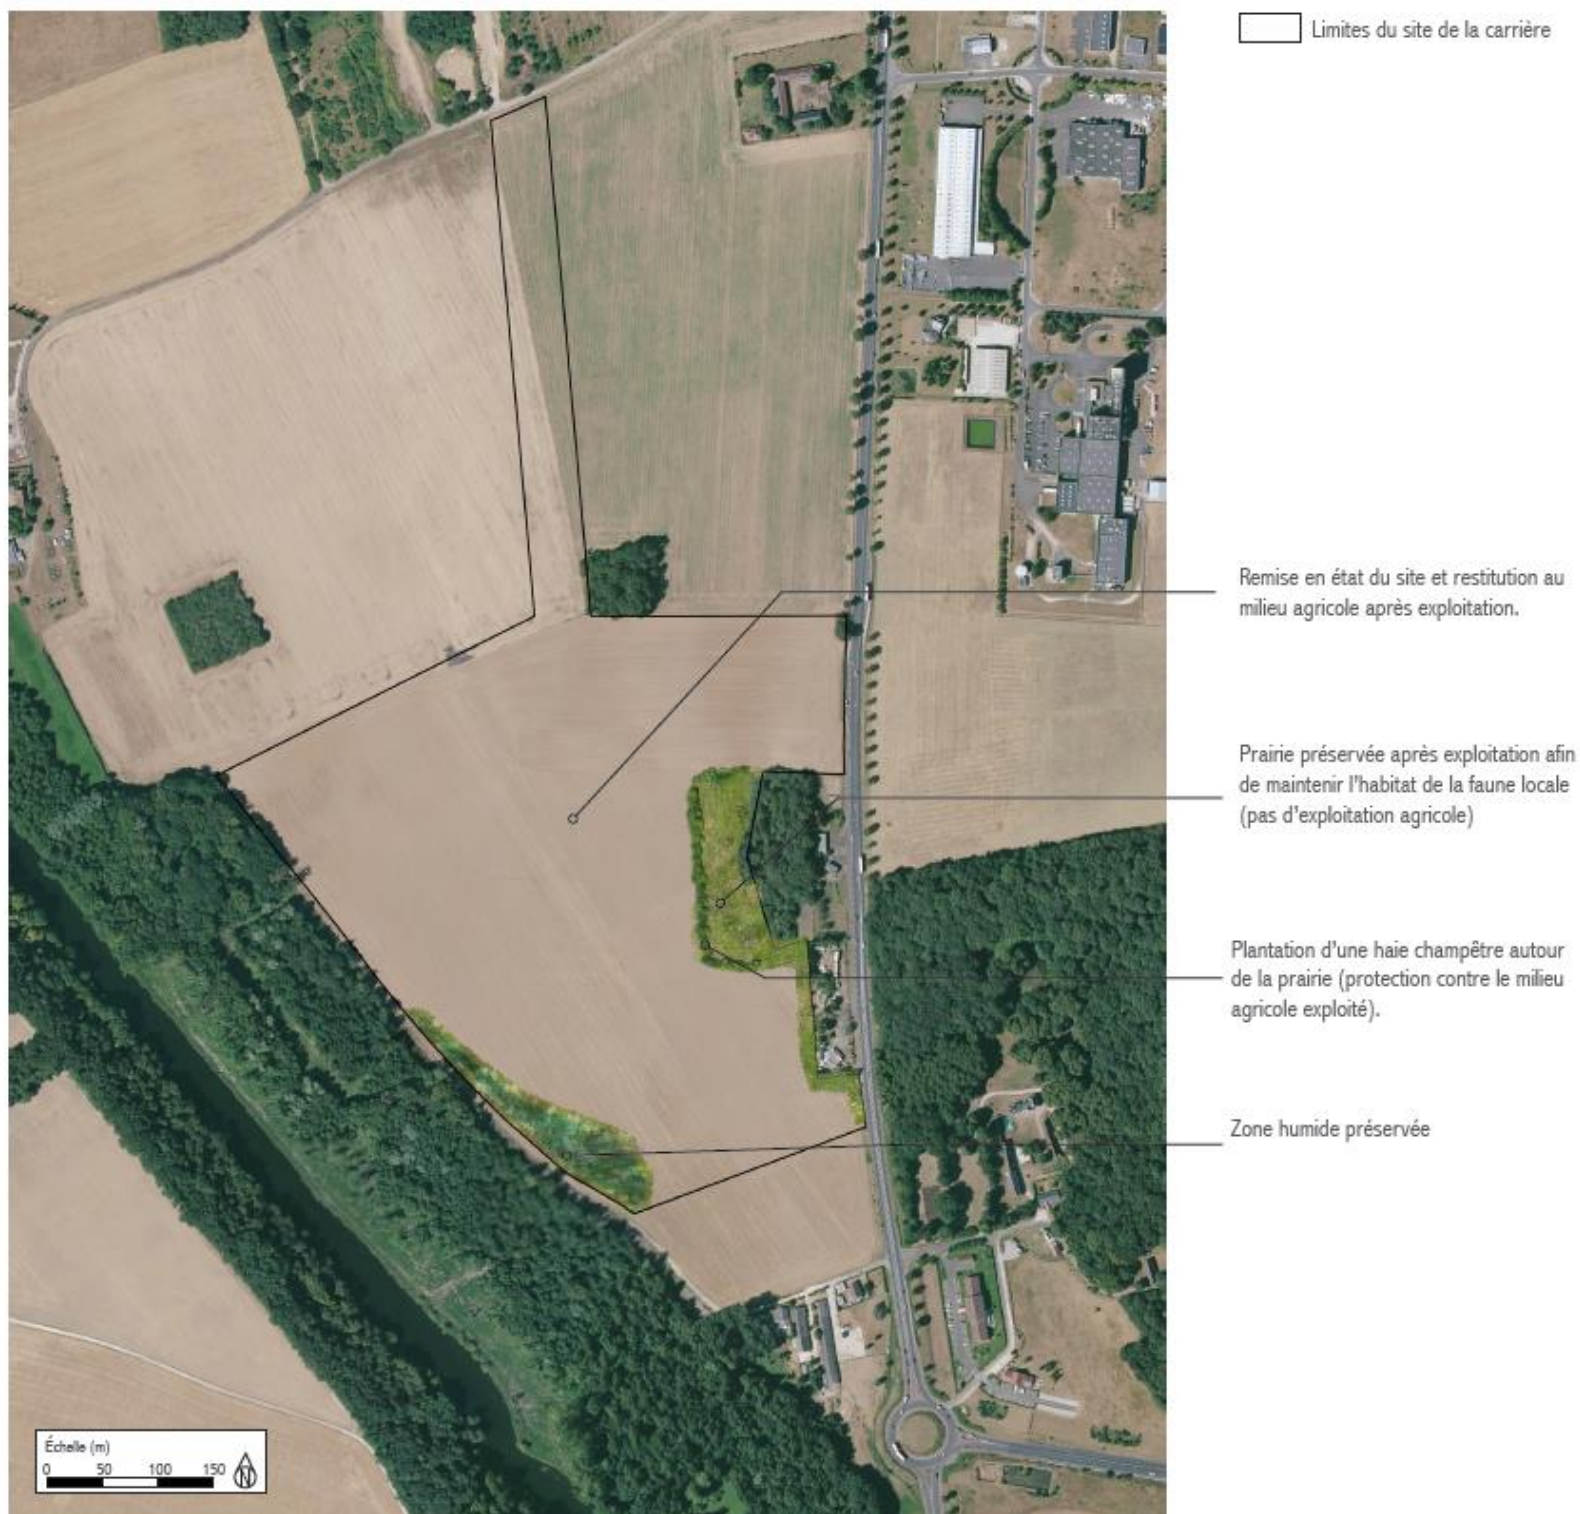 Limites du site de la carrière
Remise en état du site et restitution au
milieu agricole après exploitation.
Prairie préservée après exploitation afin
de maintenir l'habitat de la faune locale
(pas d'exploitation agricole)
Plantation d'une haie champêtre autour
de la prairie (protection contre le milieu
agricole exploité).
Zone humide préservée
Échelle (m)
0 50 100 150
N